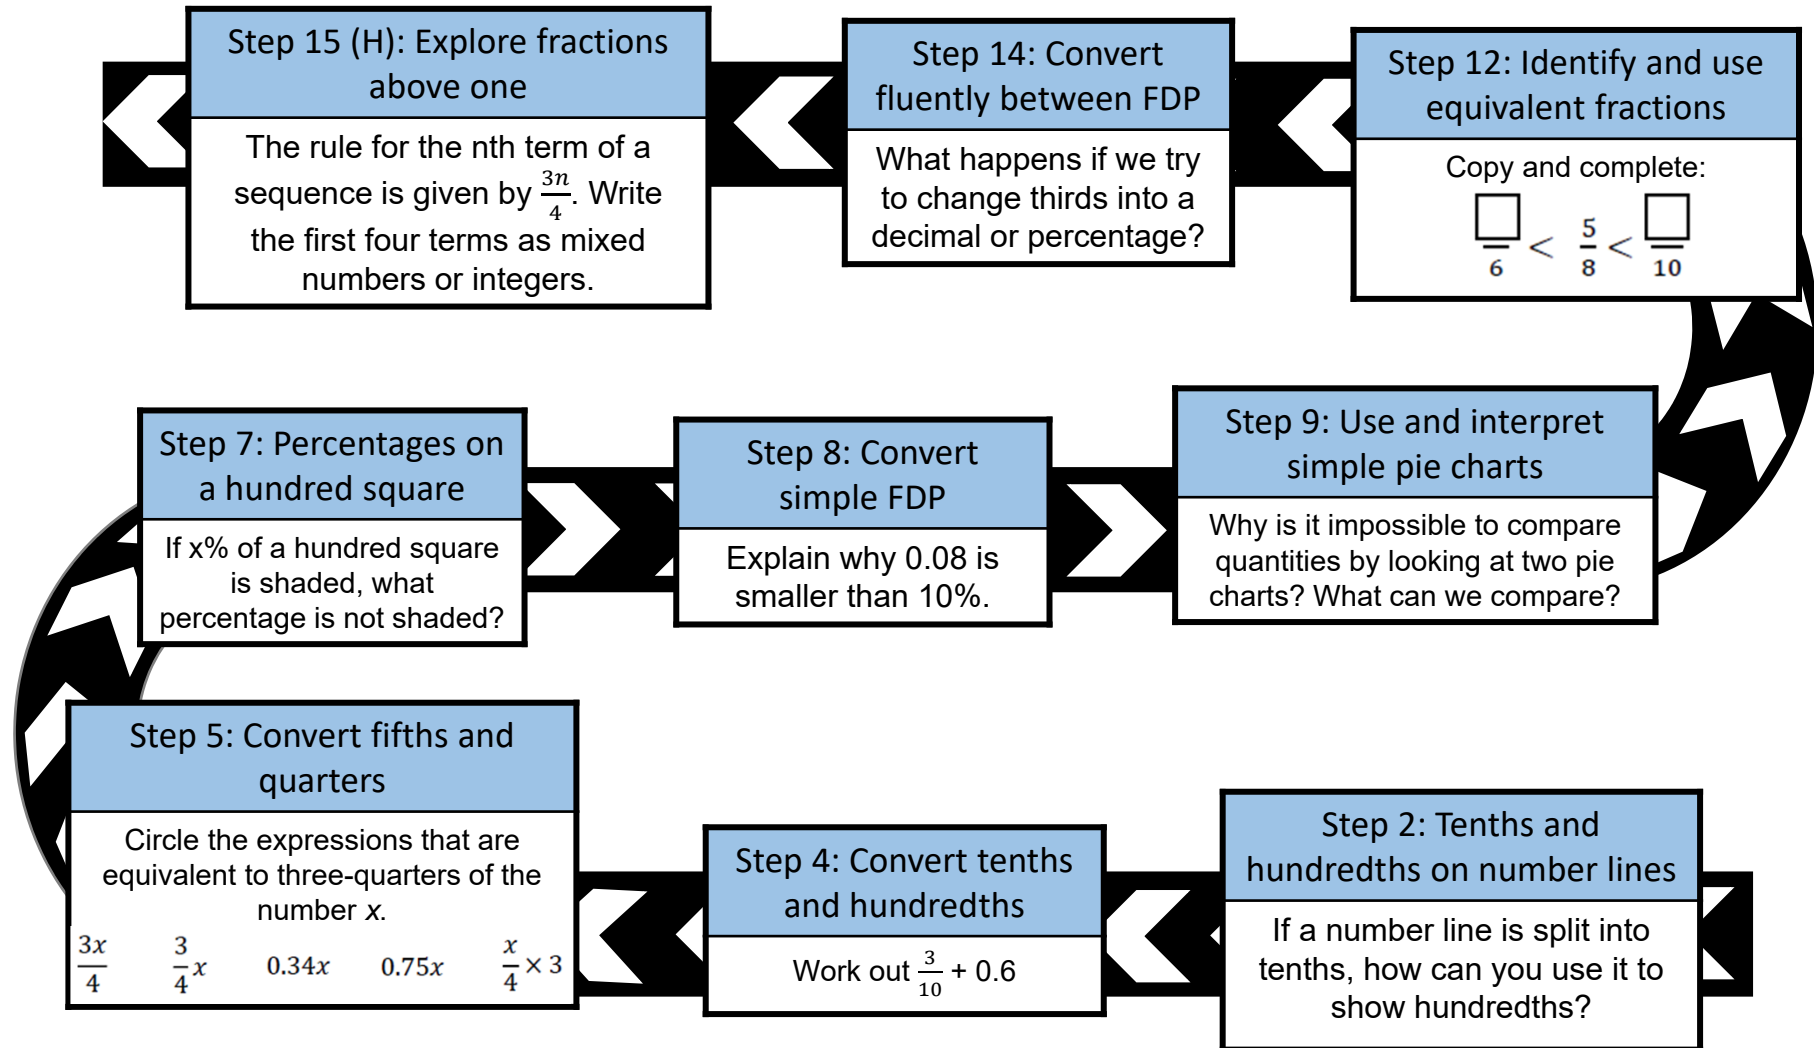 Step 15 (H): Explore fractions
above one
The rule for the nth term of a
sequence is given by 3n/4. Write
the first four terms as mixed
numbers or integers.
Step 14: Convert
fluently between FDP
What happens if we try
to change thirds into a
decimal or percentage?
Step 12: Identify and use
equivalent fractions
Copy and complete:
□/6 < 5/8 < □/10
Step 7: Percentages on
a hundred square
If x% of a hundred square
is shaded, what
percentage is not shaded?
Step 8: Convert
simple FDP
Explain why 0.08 is
smaller than 10%.
Step 9: Use and interpret
simple pie charts
Why is it impossible to compare
quantities by looking at two pie
charts? What can we compare?
Step 5: Convert fifths and
quarters
Circle the expressions that are
equivalent to three-quarters of the
number x.
3x/4 3/4 x 0.34x 0.75x x/4 × 3
Step 4: Convert tenths
and hundredths
Work out 3/10 + 0.6
Step 2: Tenths and
hundredths on number lines
If a number line is split into
tenths, how can you use it to
show hundredths?